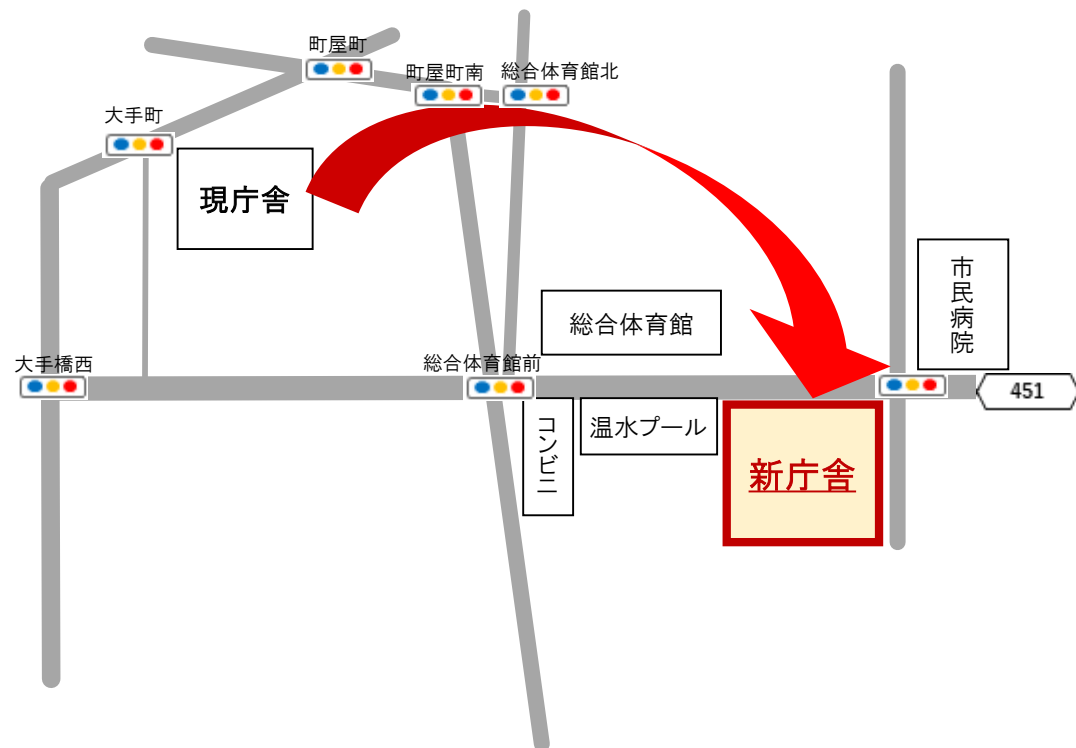 町屋町
町屋町南
総合体育館北
大手町
現庁舎
市民病院
総合体育館
大手橋西
総合体育館前
451
コンビニ
温水プール
新庁舎